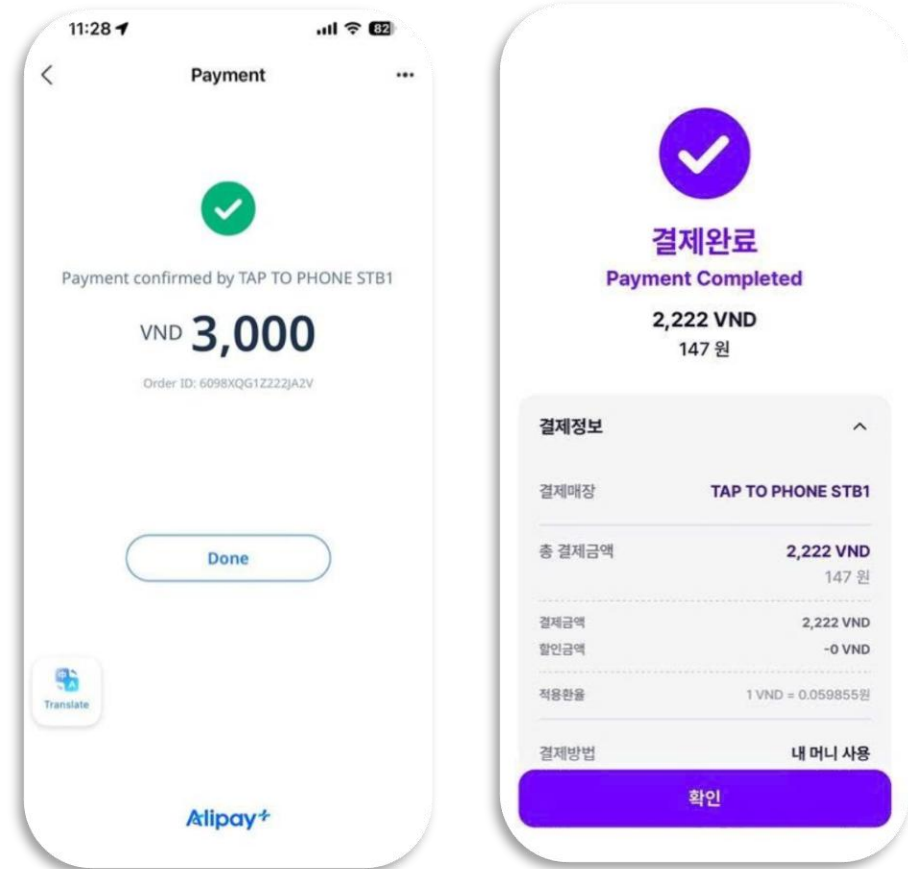 11:28
82
Payment
Payment confirmed by TAP TO PHONE STB1
VND 3,000
Order ID: 6098XQG1Z222JA2V
Done
Translate
Alipay+
결제완료
Payment Completed
2,222 VND
147 원
결제정보
결제매장 TAP TO PHONE STB1
총 결제금액 2,222 VND
147 원
결제금액 2,222 VND
할인금액 -0 VND
적용환율 1 VND = 0.059855원
결제방법 내 머니 사용
확인